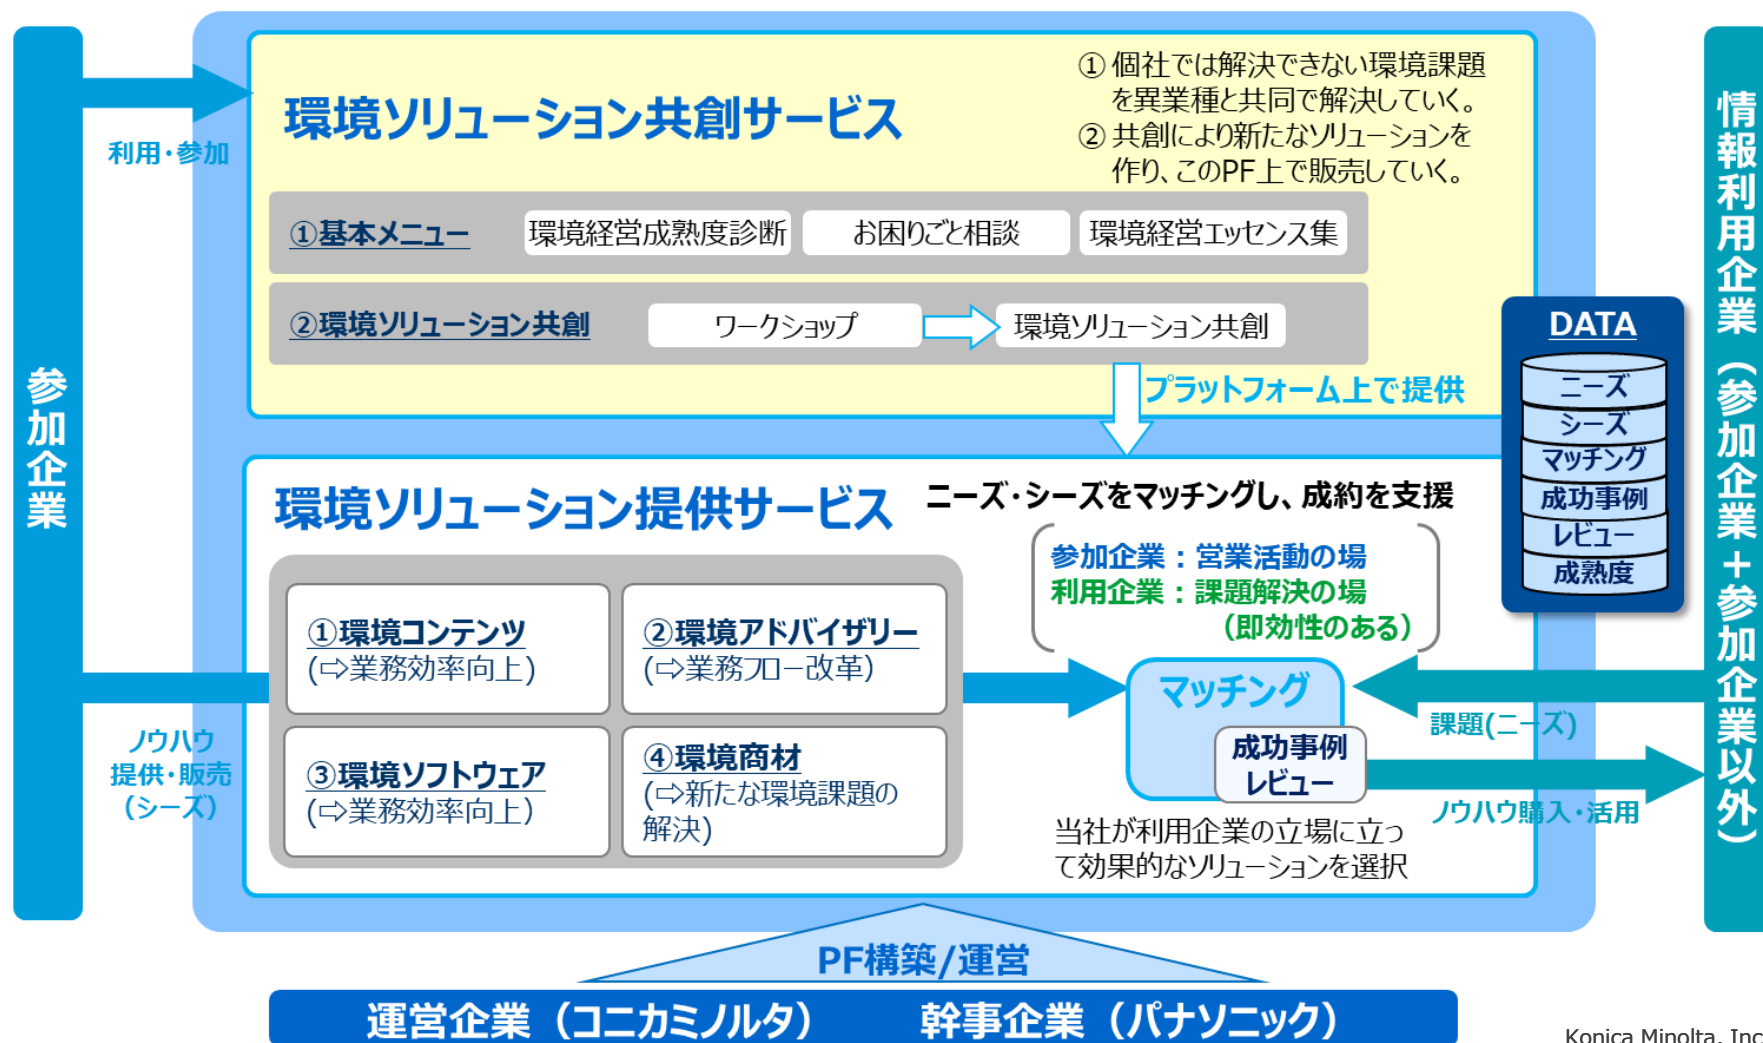 参加企業
利用・参加
環境ソリューション共創サービス
① 個社では解決できない環境課題
を異業種と共同で解決していく。
② 共創により新たなソリューションを
作り、このPF上で販売していく。
①基本メニュー
環境経営成熟度診断
お困りごと相談
環境経営エッセンス集
②環境ソリューション共創
ワークショップ
環境ソリューション共創
プラットフォーム上で提供
環境ソリューション提供サービス
ニーズ・シーズをマッチングし、成約を支援
参加企業：営業活動の場
利用企業：課題解決の場
（即効性のある）
①環境コンテンツ
(⇨業務効率向上)
②環境アドバイザリー
(⇨業務フロー改革)
③環境ソフトウェア
(⇨業務効率向上)
④環境商材
(⇨新たな環境課題の
解決)
ノウハウ
提供・販売
（シーズ）
マッチング
成功事例
レビュー
当社が利用企業の立場に立っ
て効果的なソリューションを選択
課題(ニーズ)
ノウハウ購入・活用
DATA
ニーズ
シーズ
マッチング
成功事例
レビュー
成熟度
情報利用企業（参加企業＋参加企業以外）
PF構築/運営
運営企業（コニカミノルタ）
幹事企業（パナソニック）
Konica Minolta, Inc